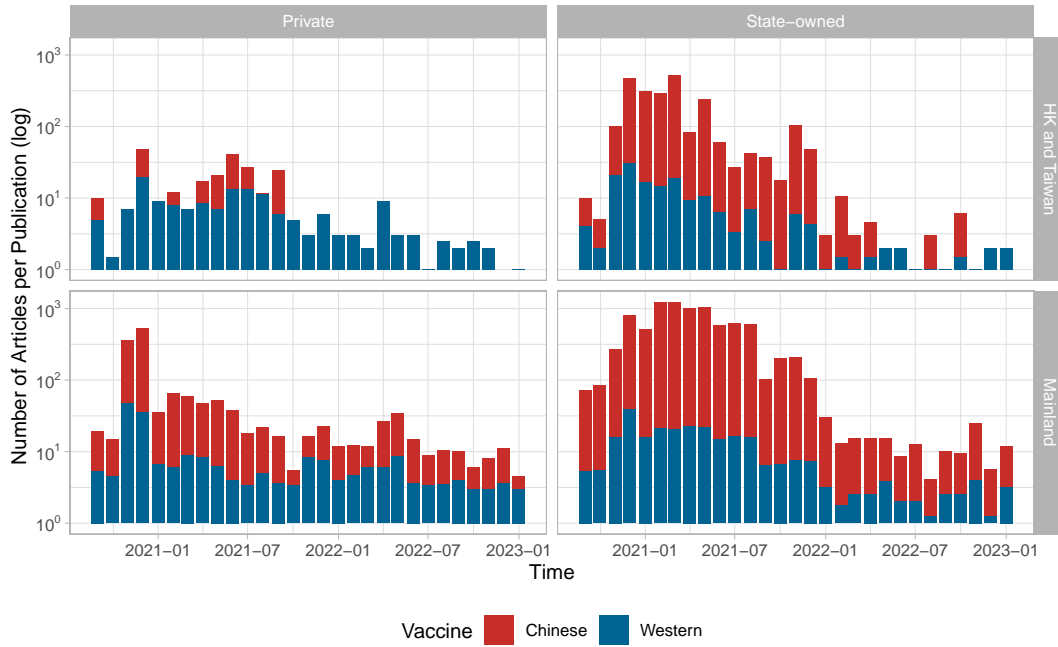 Private
State−owned
Number of Articles per Publication (log)
10³
10²
10¹
10⁰
HK and Taiwan
10³
10²
10¹
10⁰
Mainland
2021−01
2021−07
2022−01
2022−07
2023−01
2021−01
2021−07
2022−01
2022−07
2023−01
Time
Vaccine
Chinese
Western